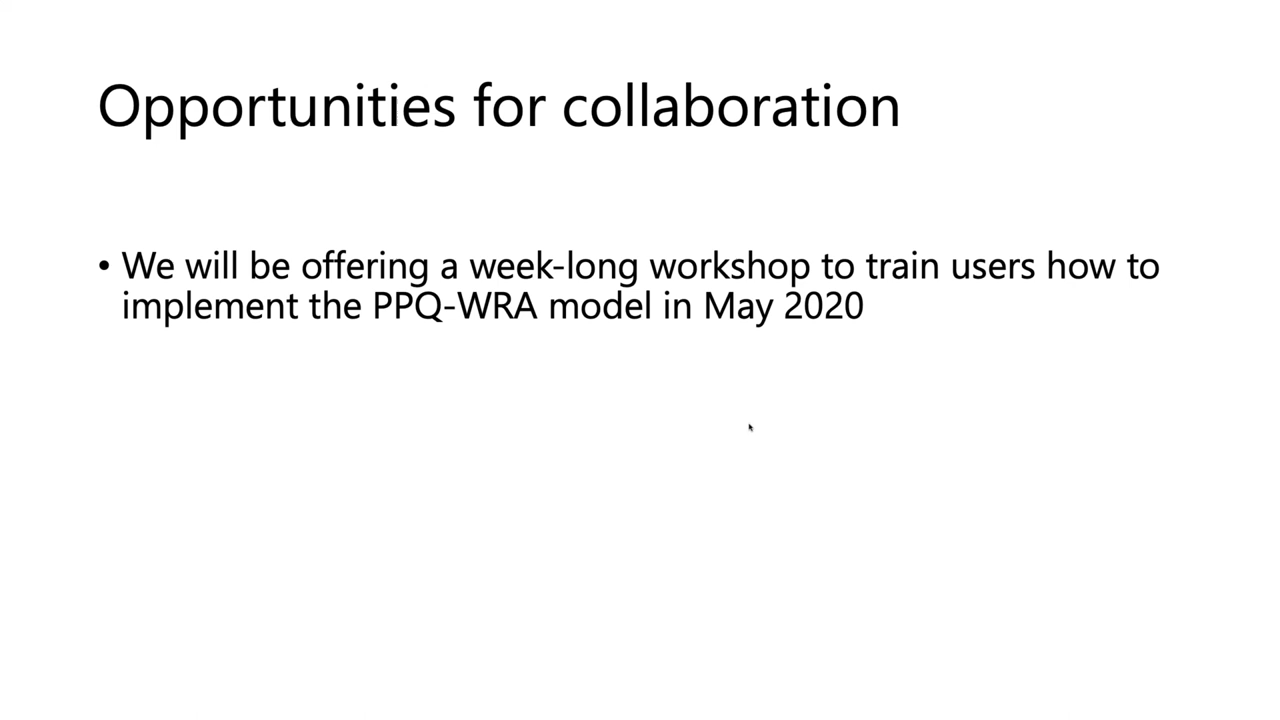 Opportunities for collaboration
• We will be offering a week-long workshop to train users how to
implement the PPQ-WRA model in May 2020